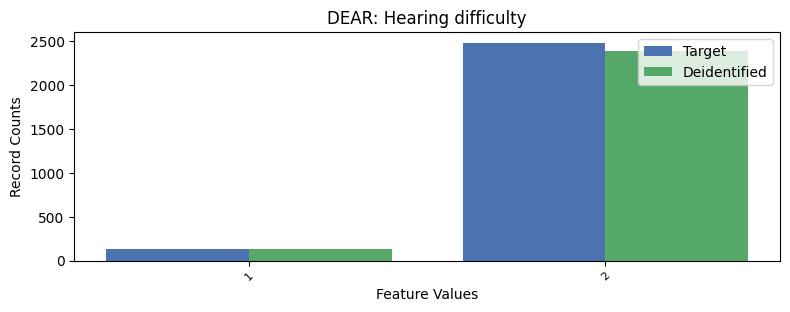 DEAR: Hearing difficulty
Target
Deidentified
Record Counts
2500
2000
1500
1000
500
0
1
2
Feature Values